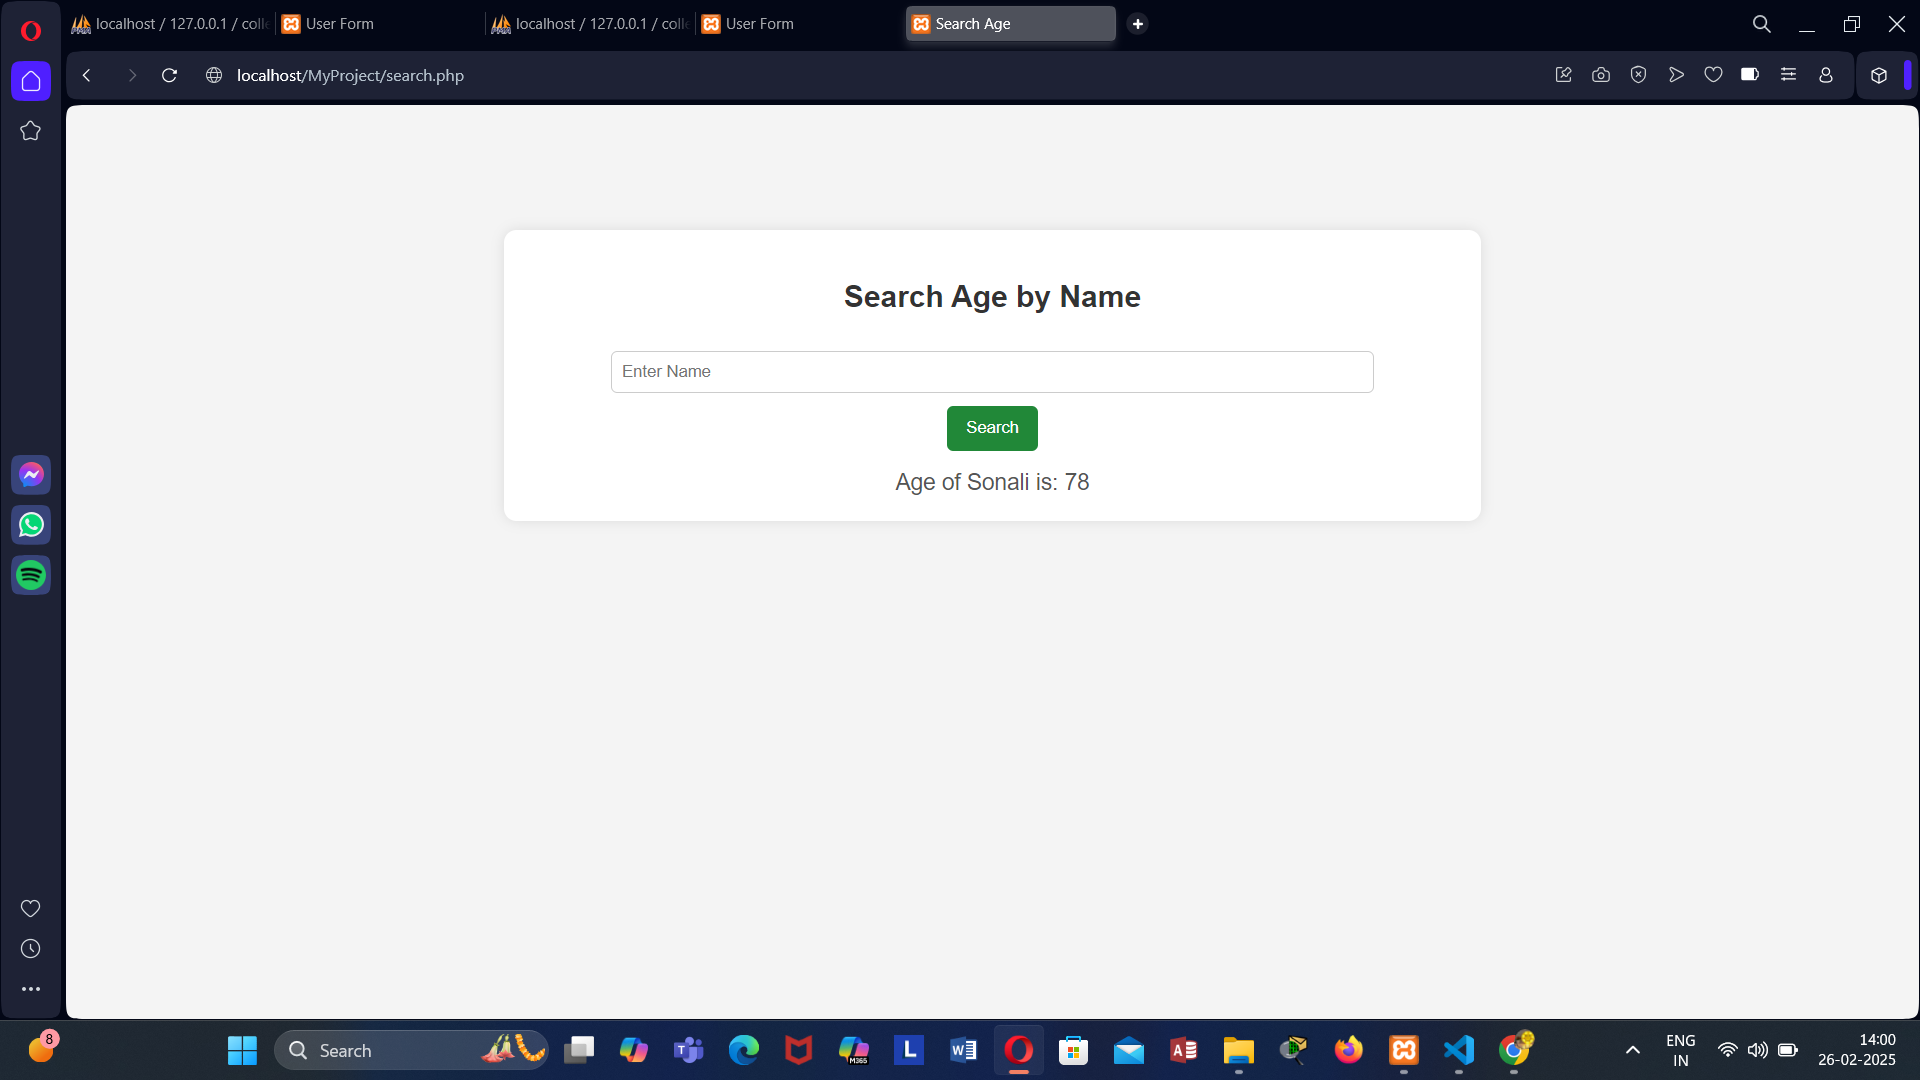 localhost / 127.0.0.1 / coll
User Form
localhost / 127.0.0.1 / coll
User Form
Search Age
localhost/MyProject/search.php
Search Age by Name
Enter Name
Search
Age of Sonali is: 78
8
Search
M365
ENG
IN
14:00
26-02-2025